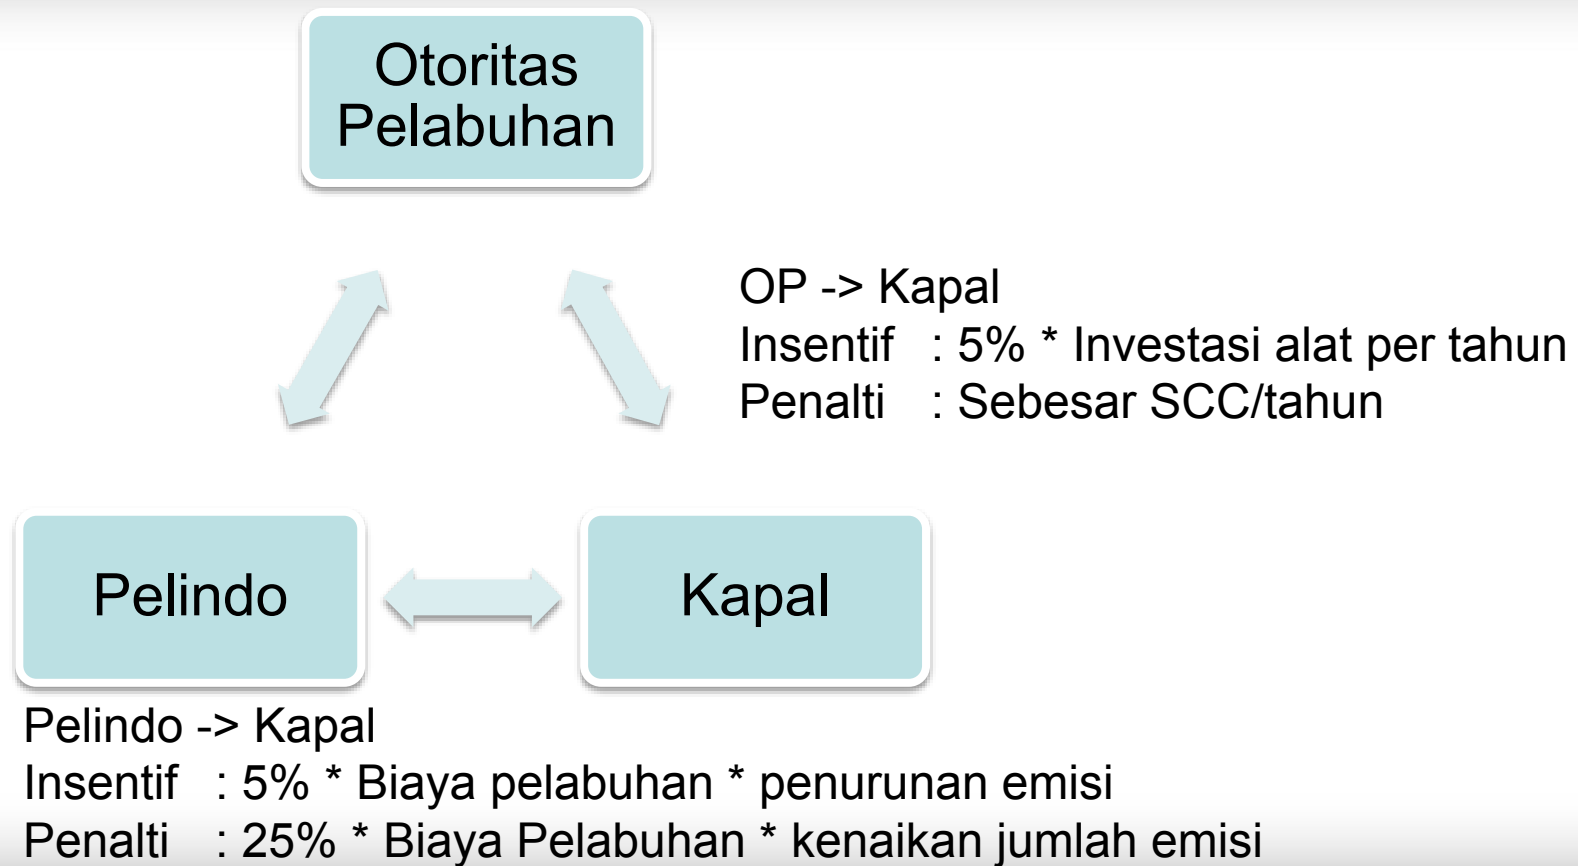 Otoritas
Pelabuhan
OP -> Kapal
Insentif : 5% * Investasi alat per tahun
Penalti : Sebesar SCC/tahun
Pelindo
Kapal
Pelindo -> Kapal
Insentif : 5% * Biaya pelabuhan * penurunan emisi
Penalti : 25% * Biaya Pelabuhan * kenaikan jumlah emisi